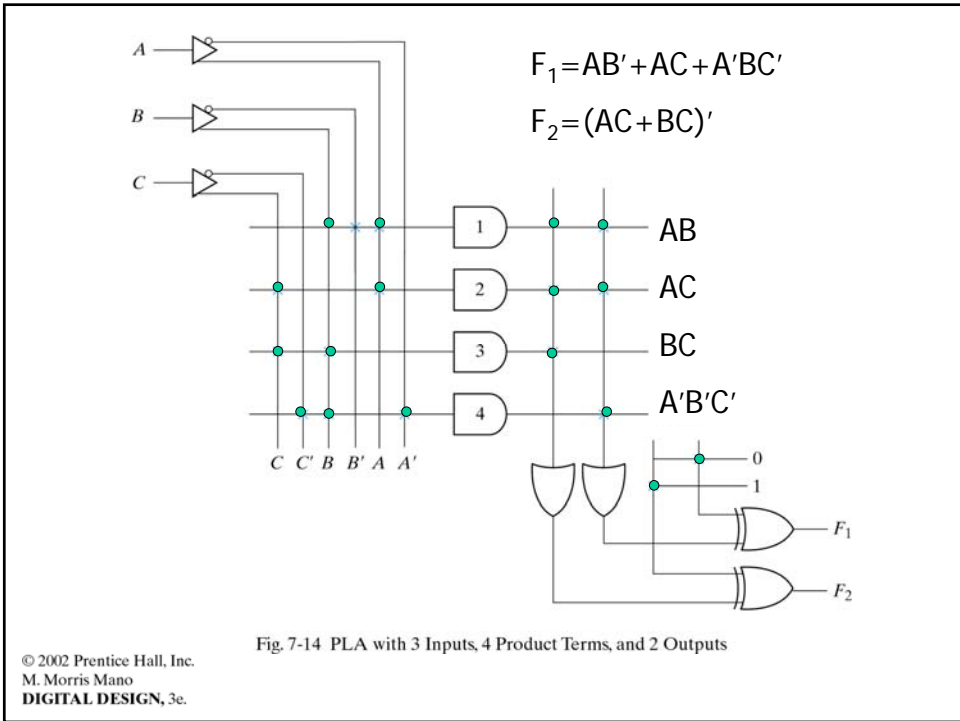 A
F₁=AB′+AC+A′BC′
B
F₂=(AC+BC)′
C
1
AB
2
AC
3
BC
4
A′B′C′
C C′ B B′ A A′
0
1
F₁
F₂
Fig. 7-14 PLA with 3 Inputs, 4 Product Terms, and 2 Outputs
© 2002 Prentice Hall, Inc.
M. Morris Mano
DIGITAL DESIGN, 3e.